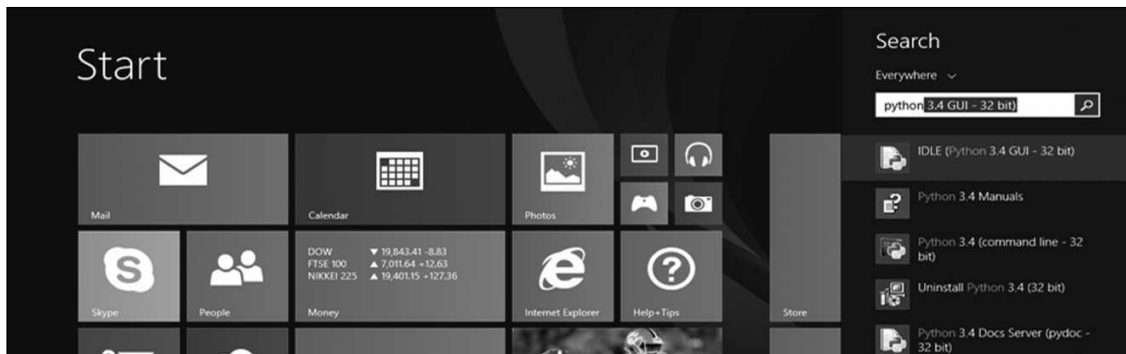 Start
Mail
Calendar
Photos
S
Skype
People
DOW ▼ 19,843.41 -8.83
FTSE 100 ▲ 7,011.64 +12.63
NIKKEI 225 ▲ 19,401.15 +127.36
Money
Internet Explorer
?
Help+Tips
Store
Search
Everywhere
python 3.4 GUI - 32 bit)
IDLE (Python 3.4 GUI - 32 bit)
Python 3.4 Manuals
Python 3.4 (command line - 32
bit)
Uninstall Python 3.4 (32 bit)
Python 3.4 Docs Server (pydoc -
32 bit)